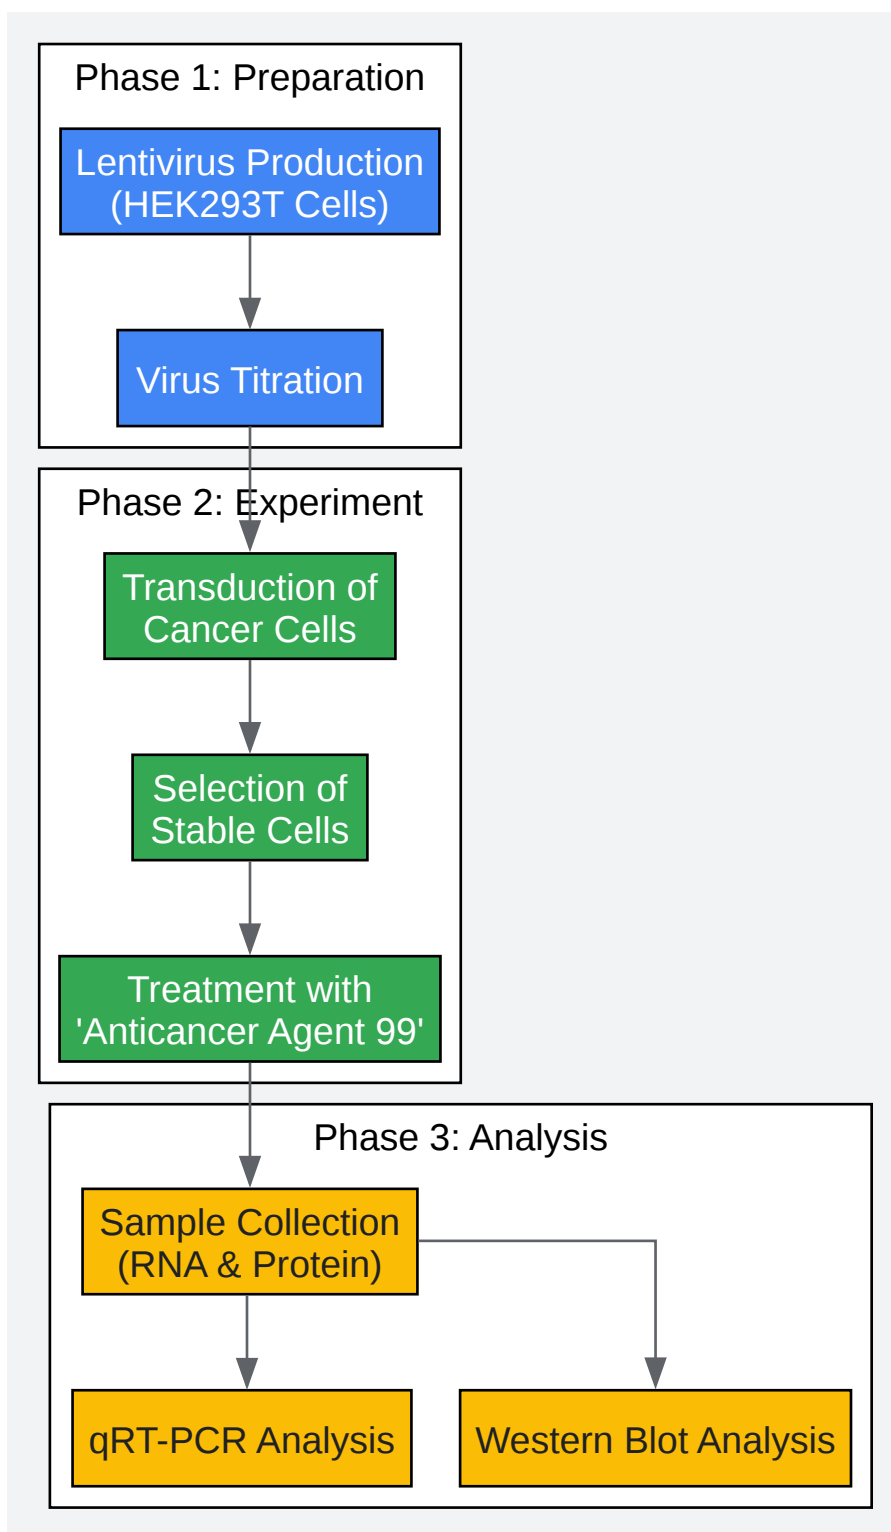 Phase 1: Preparation
Lentivirus Production
(HEK293T Cells)
Virus Titration
Phase 2: Experiment
Transduction of
Cancer Cells
Selection of
Stable Cells
Treatment with
'Anticancer Agent 99'
Phase 3: Analysis
Sample Collection
(RNA & Protein)
qRT-PCR Analysis
Western Blot Analysis